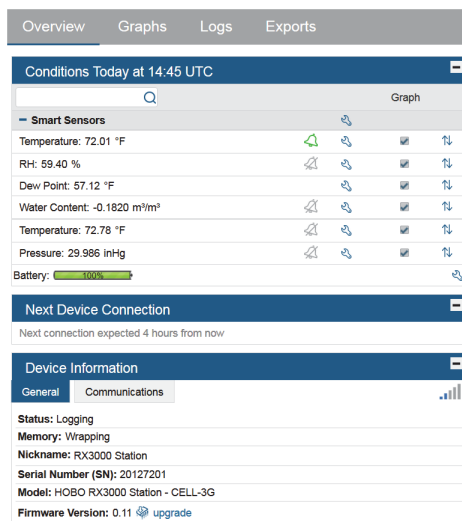 Overview Graphs Logs Exports
Conditions Today at 14:45 UTC
Graph
Smart Sensors
Temperature: 72.01 °F
RH: 59.40 %
Dew Point: 57.12 °F
Water Content: -0.1820 m³/m³
Temperature: 72.78 °F
Pressure: 29.986 inHg
Battery: 100%
Next Device Connection
Next connection expected 4 hours from now
Device Information
General Communications
Status: Logging
Memory: Wrapping
Nickname: RX3000 Station
Serial Number (SN): 20127201
Model: HOBO RX3000 Station - CELL-3G
Firmware Version: 0.11 upgrade